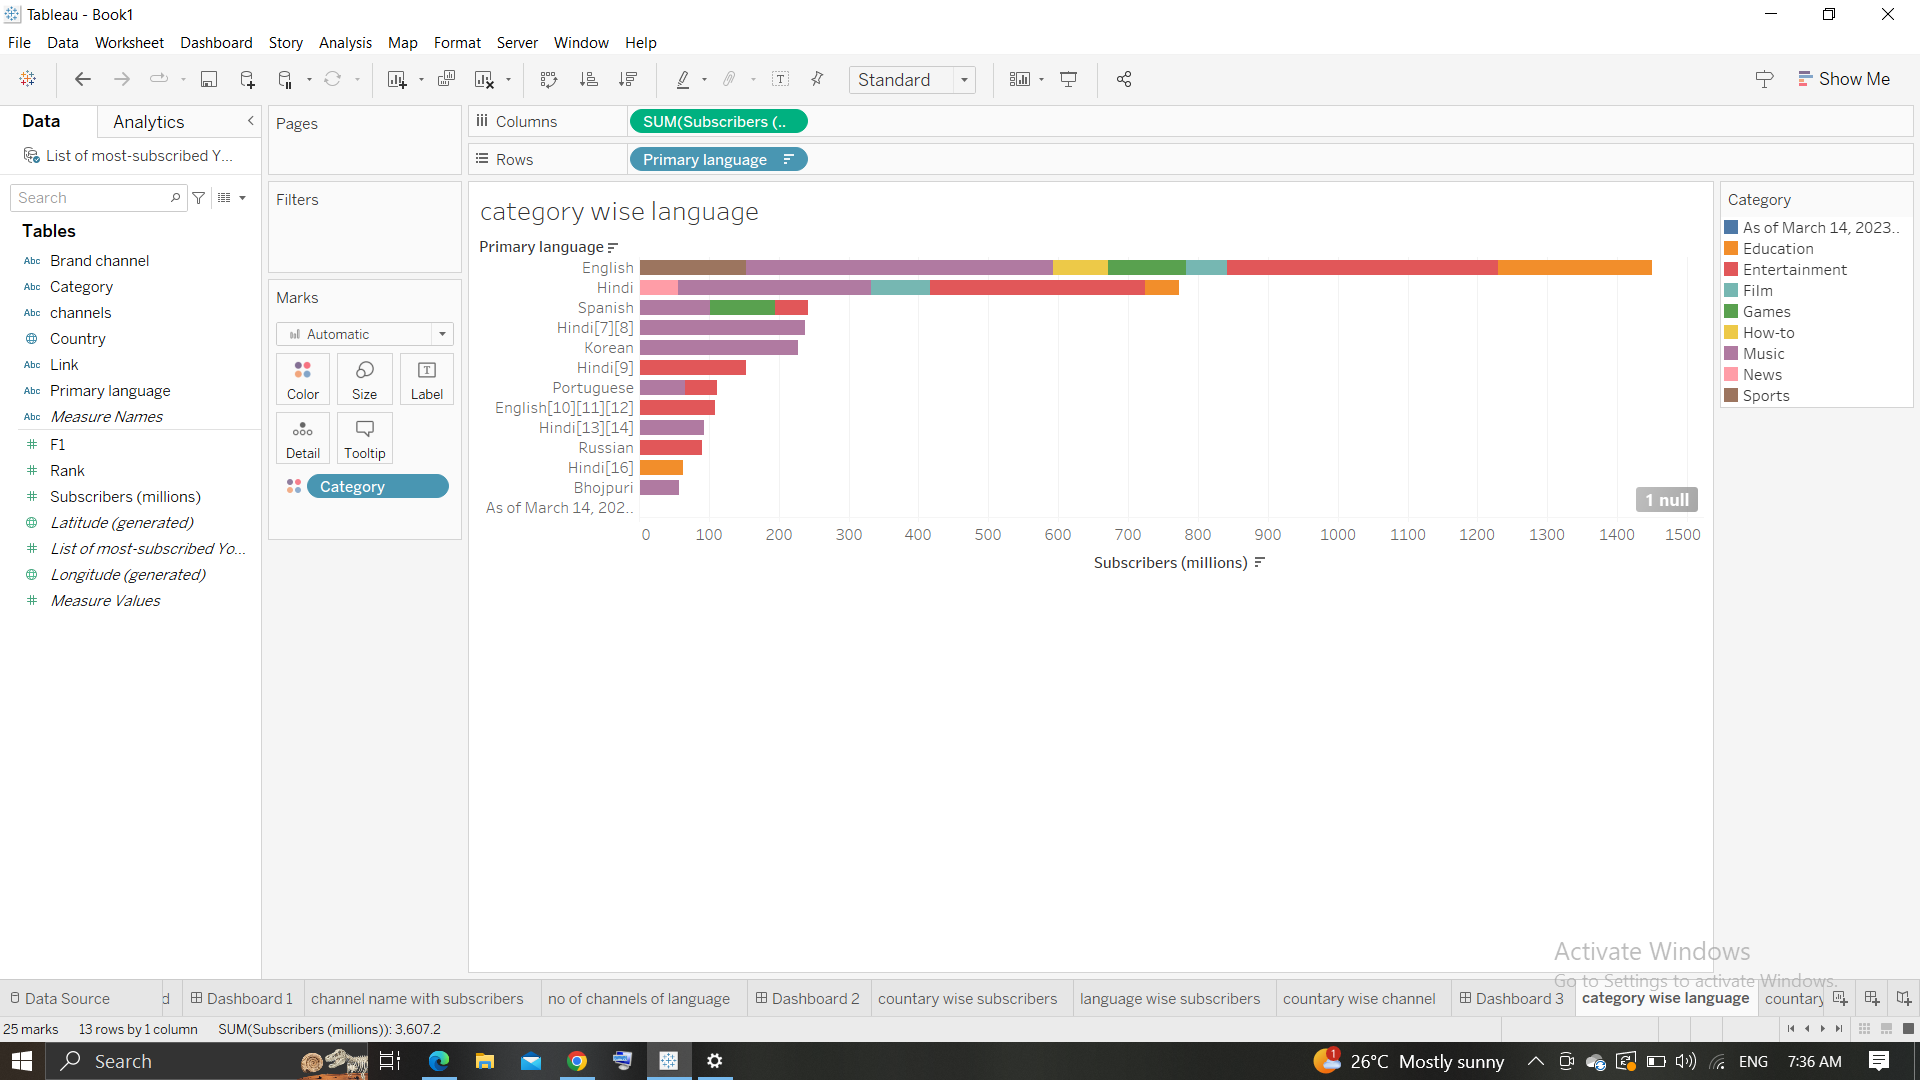 Tableau - Book1
File Data Worksheet Dashboard Story Analysis Map Format Server Window Help
Standard
Show Me
Data
Analytics
List of most-subscribed Y...
Search
Tables
Abc Brand channel
Abc Category
Abc channels
Country
Abc Link
Abc Primary language
Abc Measure Names
F1
Rank
Subscribers (millions)
Latitude (generated)
List of most-subscribed Yo...
Longitude (generated)
Measure Values
Pages
Filters
Marks
Automatic
Color
Size
Label
Detail
Tooltip
Category
Columns
SUM(Subscribers (..
Rows
Primary language
category wise language
Primary language
English
Hindi
Spanish
Hindi[7][8]
Korean
Hindi[9]
Portuguese
English[10][11][12]
Hindi[13][14]
Russian
Hindi[16]
Bhojpuri
As of March 14, 202..
1 null
0 100 200 300 400 500 600 700 800 900 1000 1100 1200 1300 1400 1500
Subscribers (millions)
Category
As of March 14, 2023..
Education
Entertainment
Film
Games
How-to
Music
News
Sports
Activate Windows
Go to Settings to activate Windows.
Data Source
d
Dashboard 1
channel name with subscribers
no of channels of language
Dashboard 2
countary wise subscribers
language wise subscribers
countary wise channel
Dashboard 3
category wise language
countary
25 marks
13 rows by 1 column
SUM(Subscribers (millions)): 3,607.2
Search
1
26°C Mostly sunny
ENG
7:36 AM